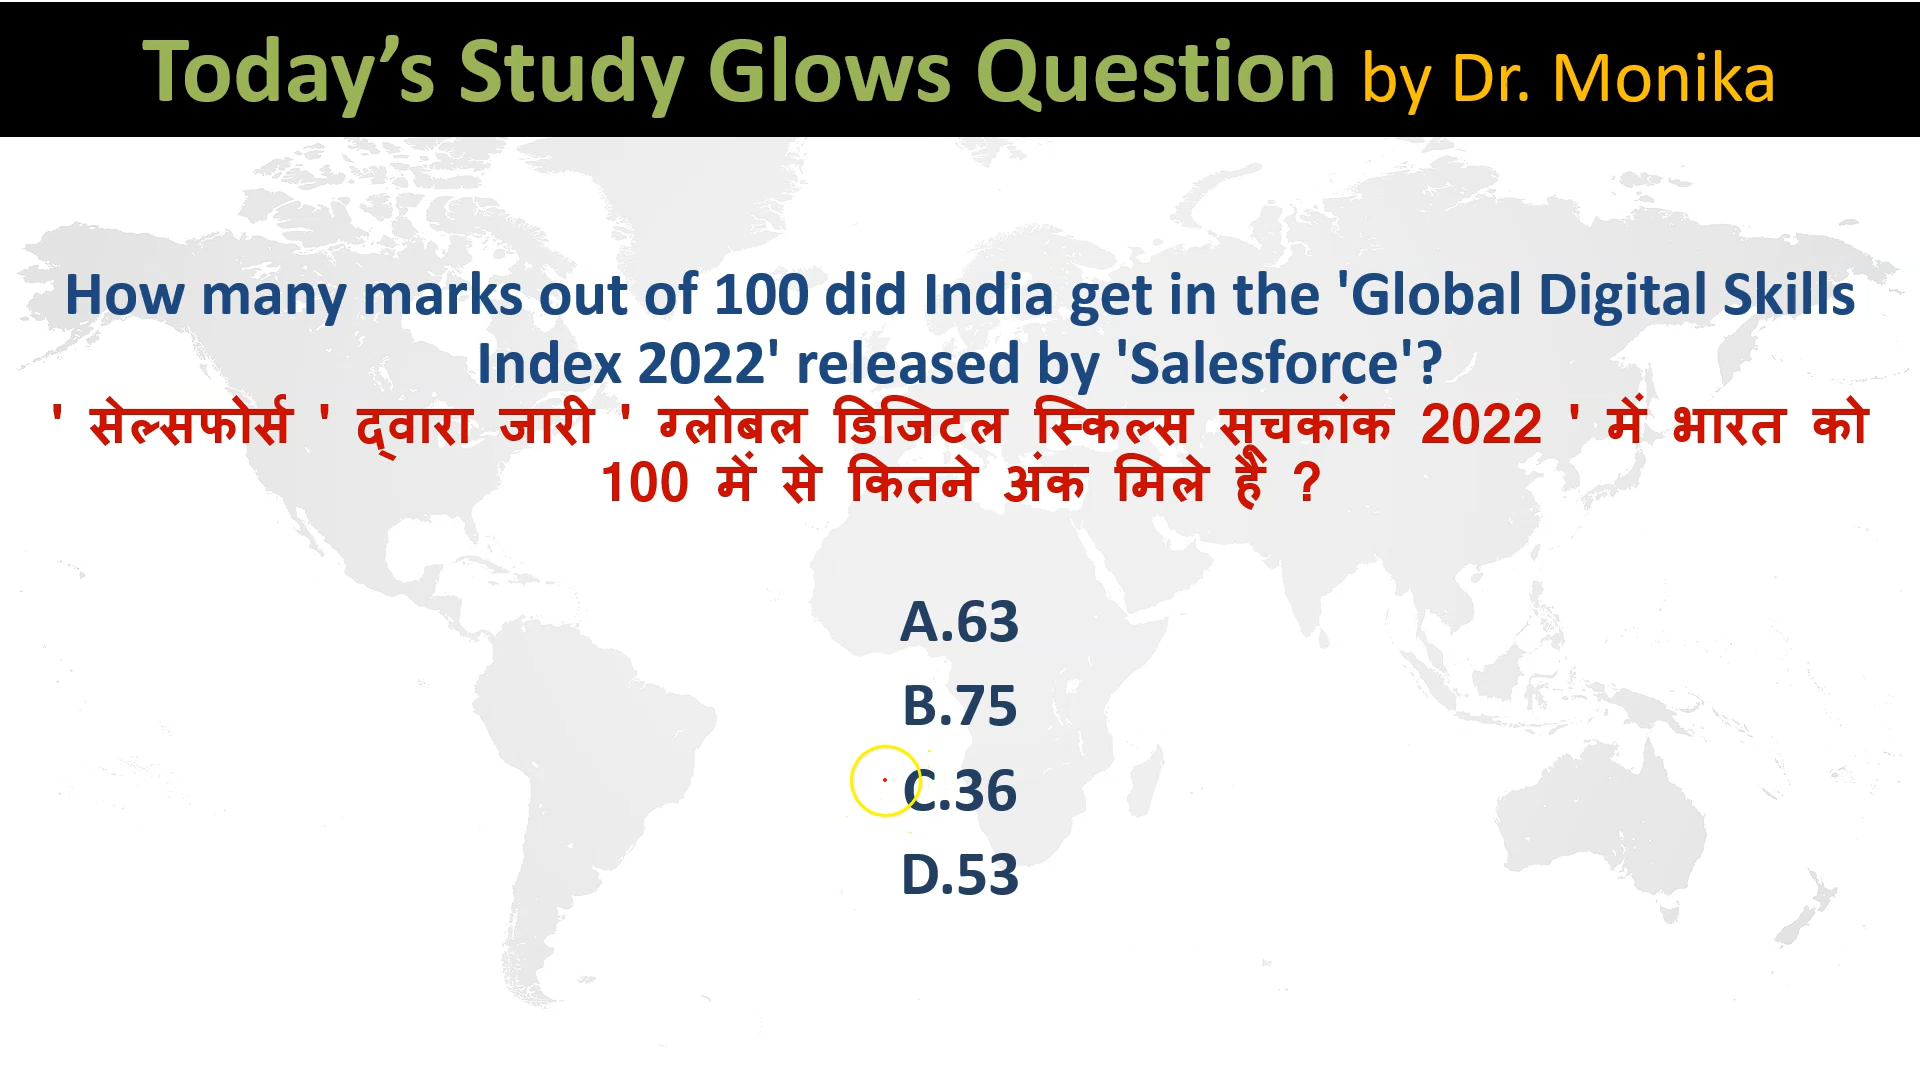 Today’s Study Glows Question by Dr. Monika
How many marks out of 100 did India get in the 'Global Digital Skills
Index 2022' released by 'Salesforce'?
' सेल्सफोर्स ' द्वारा जारी ' ग्लोबल डिजिटल स्किल्स सूचकांक 2022 ' में भारत को
100 में से कितने अंक मिले हैं ?
A.63
B.75
C.36
D.53